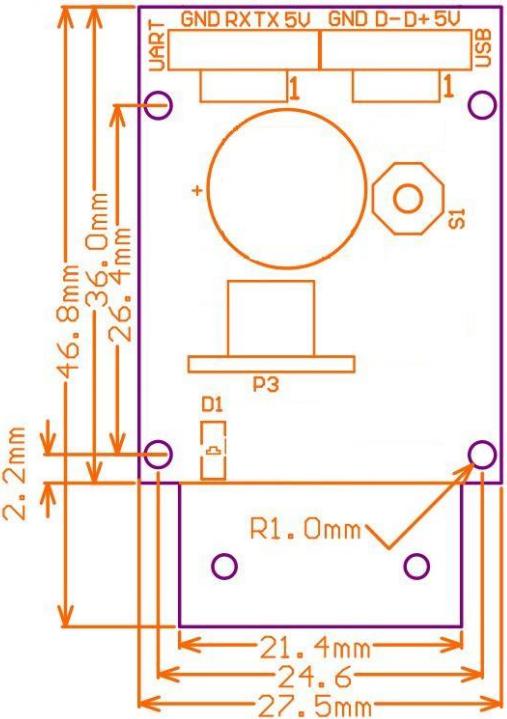 GND RX TX 5V
GND D- D+ 5V
UART
USB
1
1
+
S1
46.8mm
36.0mm
26.4mm
P3
D1
2.2mm
R1.0mm
21.4mm
24.6
27.5mm